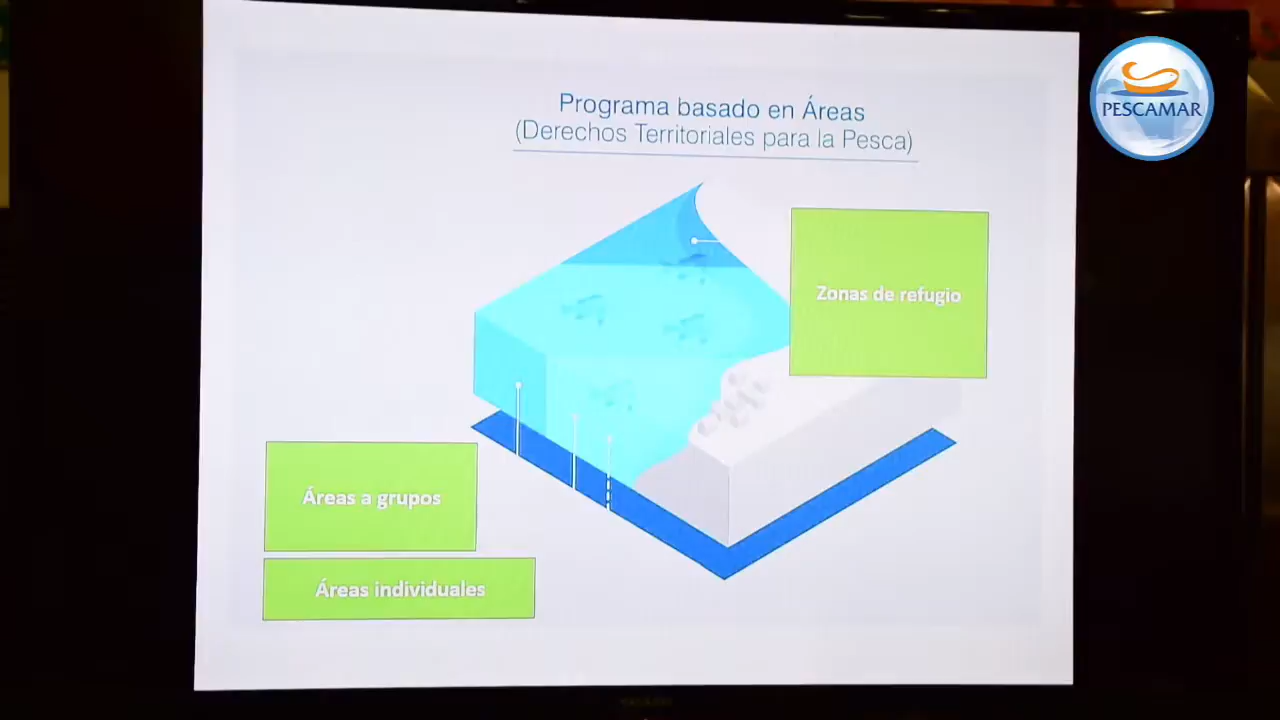 Programa basado en Áreas
(Derechos Territoriales para la Pesca)
PESCAMAR
Zonas de refugio
Áreas a grupos
Áreas individuales